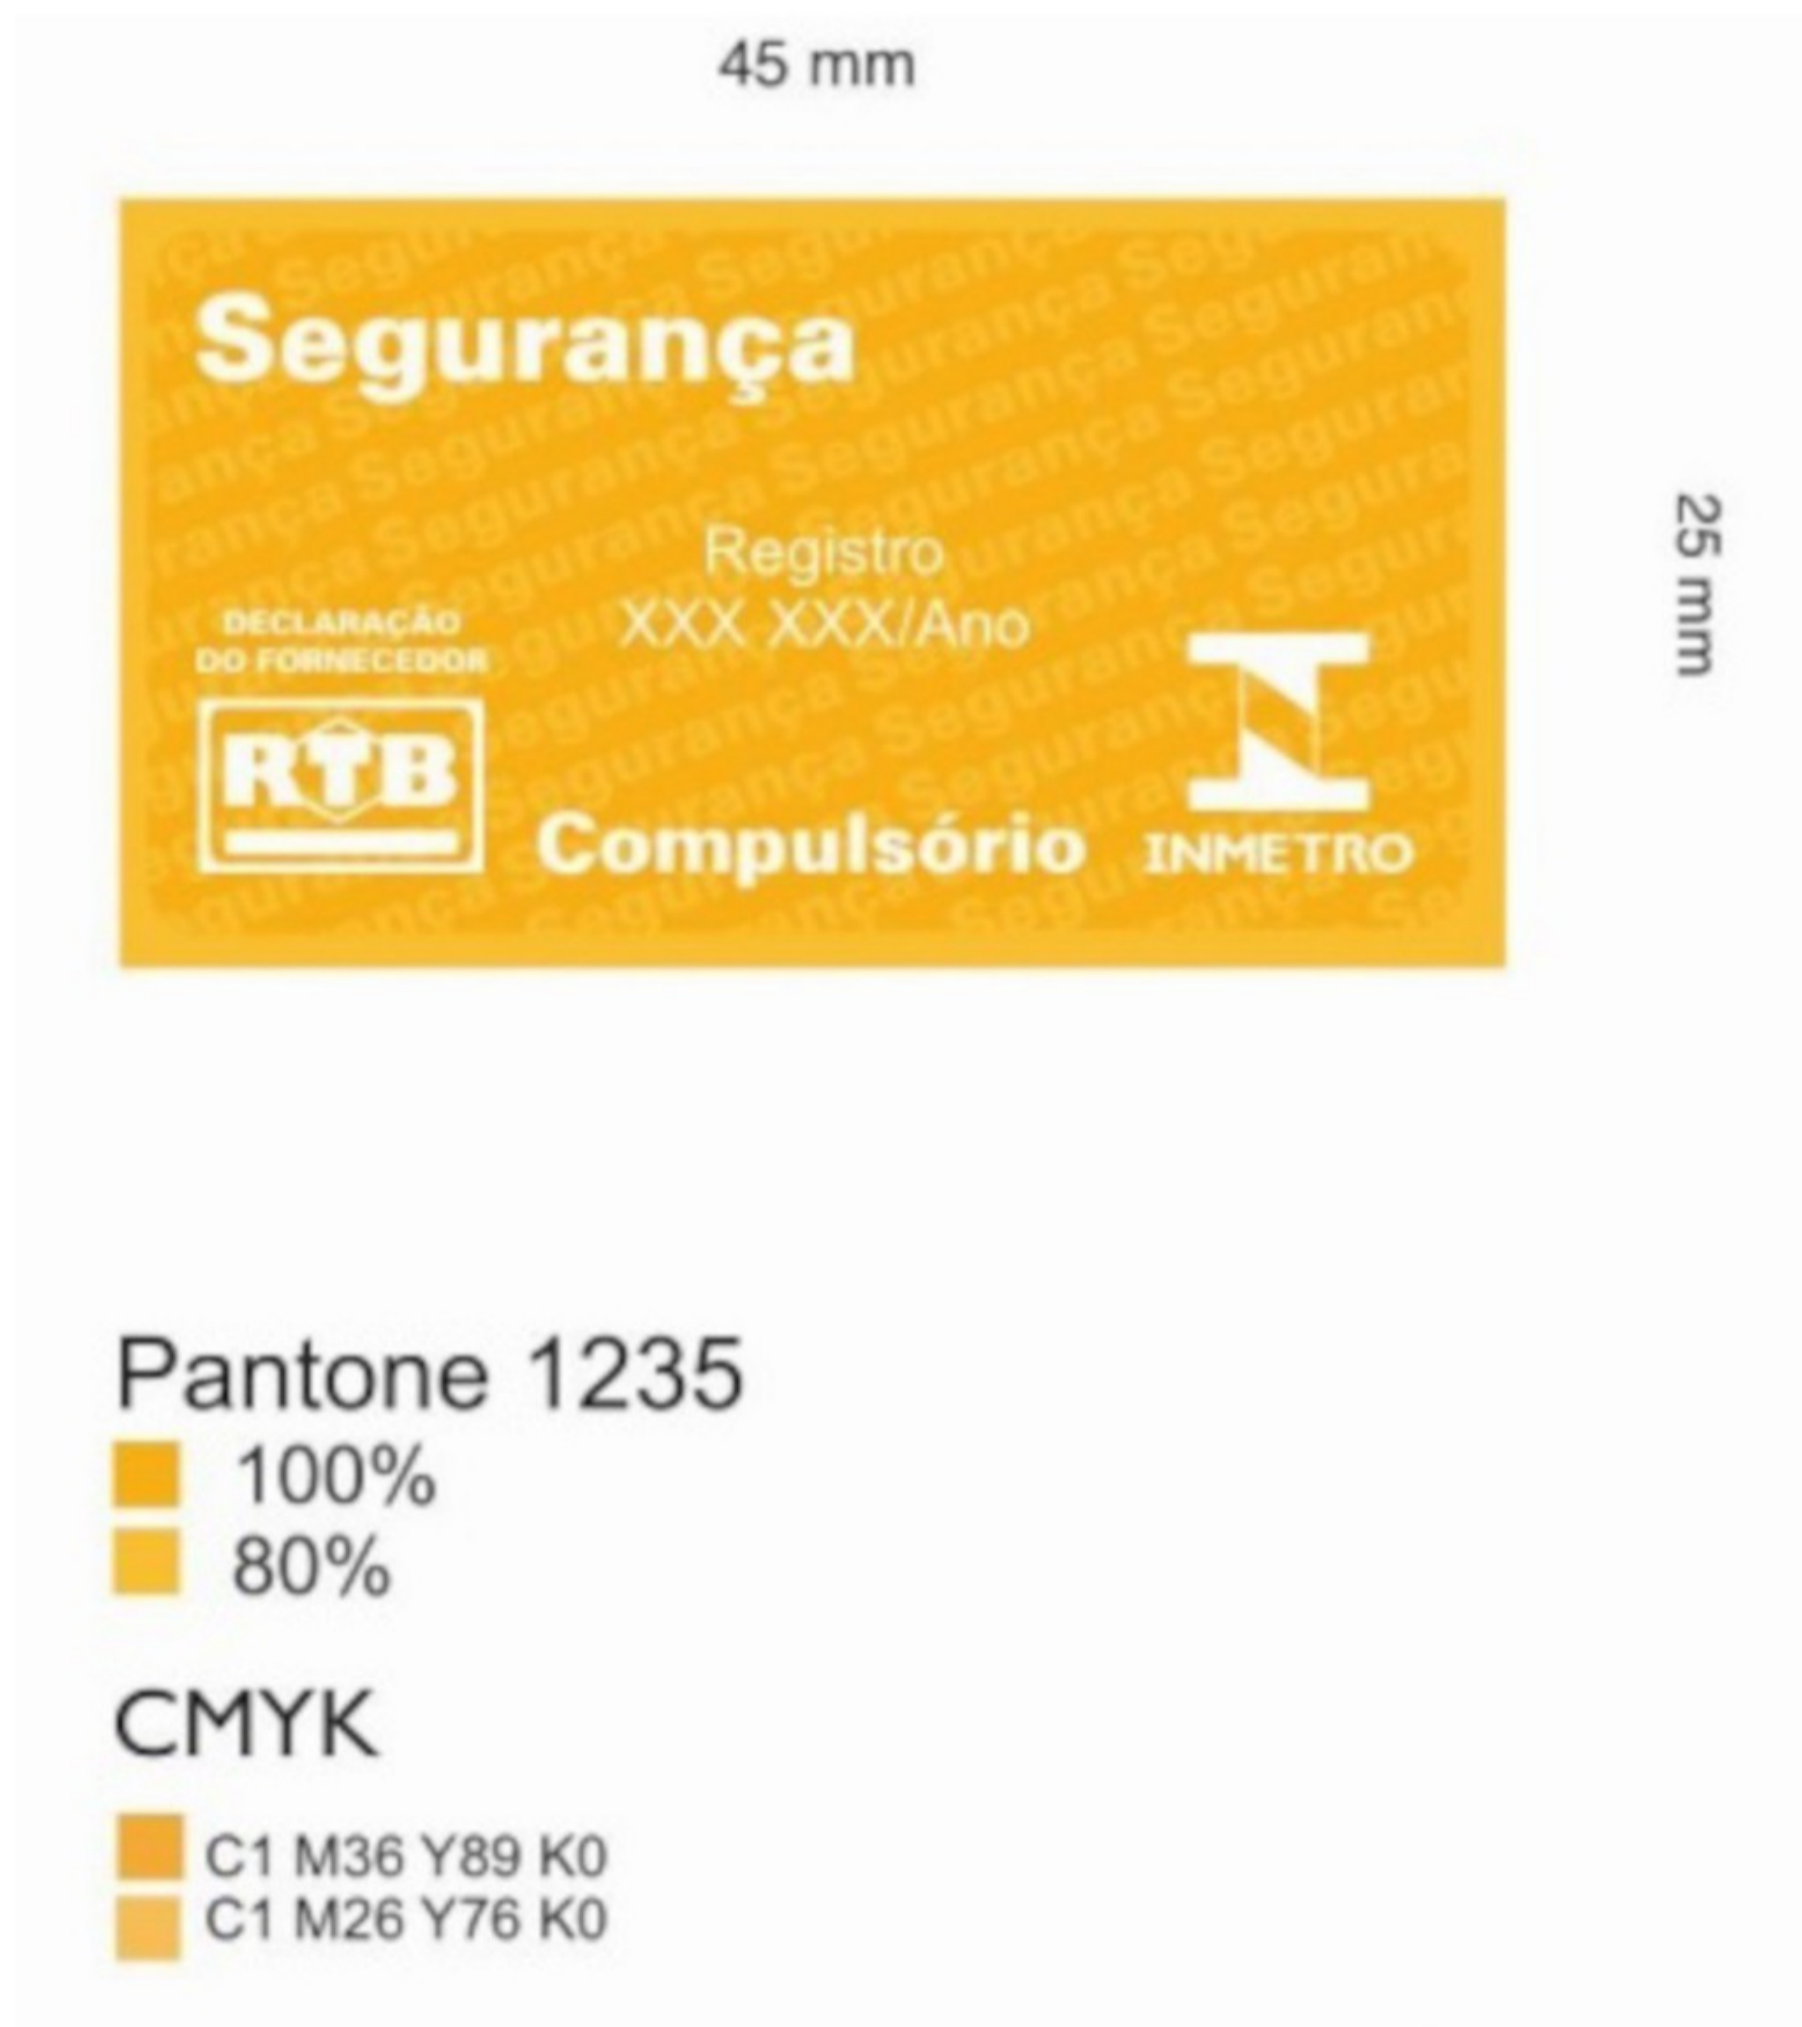 45 mm
Segurança
Registro
XXX XXX/Ano
DECLARAÇÃO
DO FORNECEDOR
RTB
Compulsório
INMETRO
25 mm
Pantone 1235
100%
80%
CMYK
C1 M36 Y89 K0
C1 M26 Y76 K0